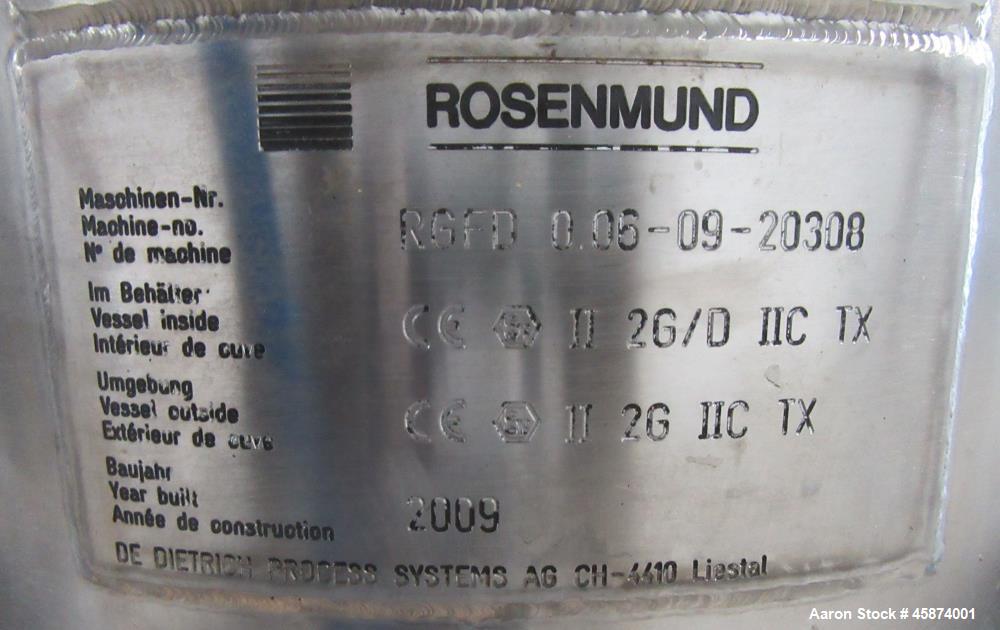 ROSENMUND
Maschinen-Nr.
Machine-no.
N° de machine
RGFD 0.06-09-20308
Im Behälter
Vessel inside
Intérieur de cuve
CE Ex II 2G/D IIC TX
Umgebung
Vessel outside
Extérieur de cuve
CE Ex II 2G IIC TX
Baujahr
Year built
Année de construction
2009
DE DIETRICH PROCESS SYSTEMS AG CH-4410 Liestal
Aaron Stock # 45874001